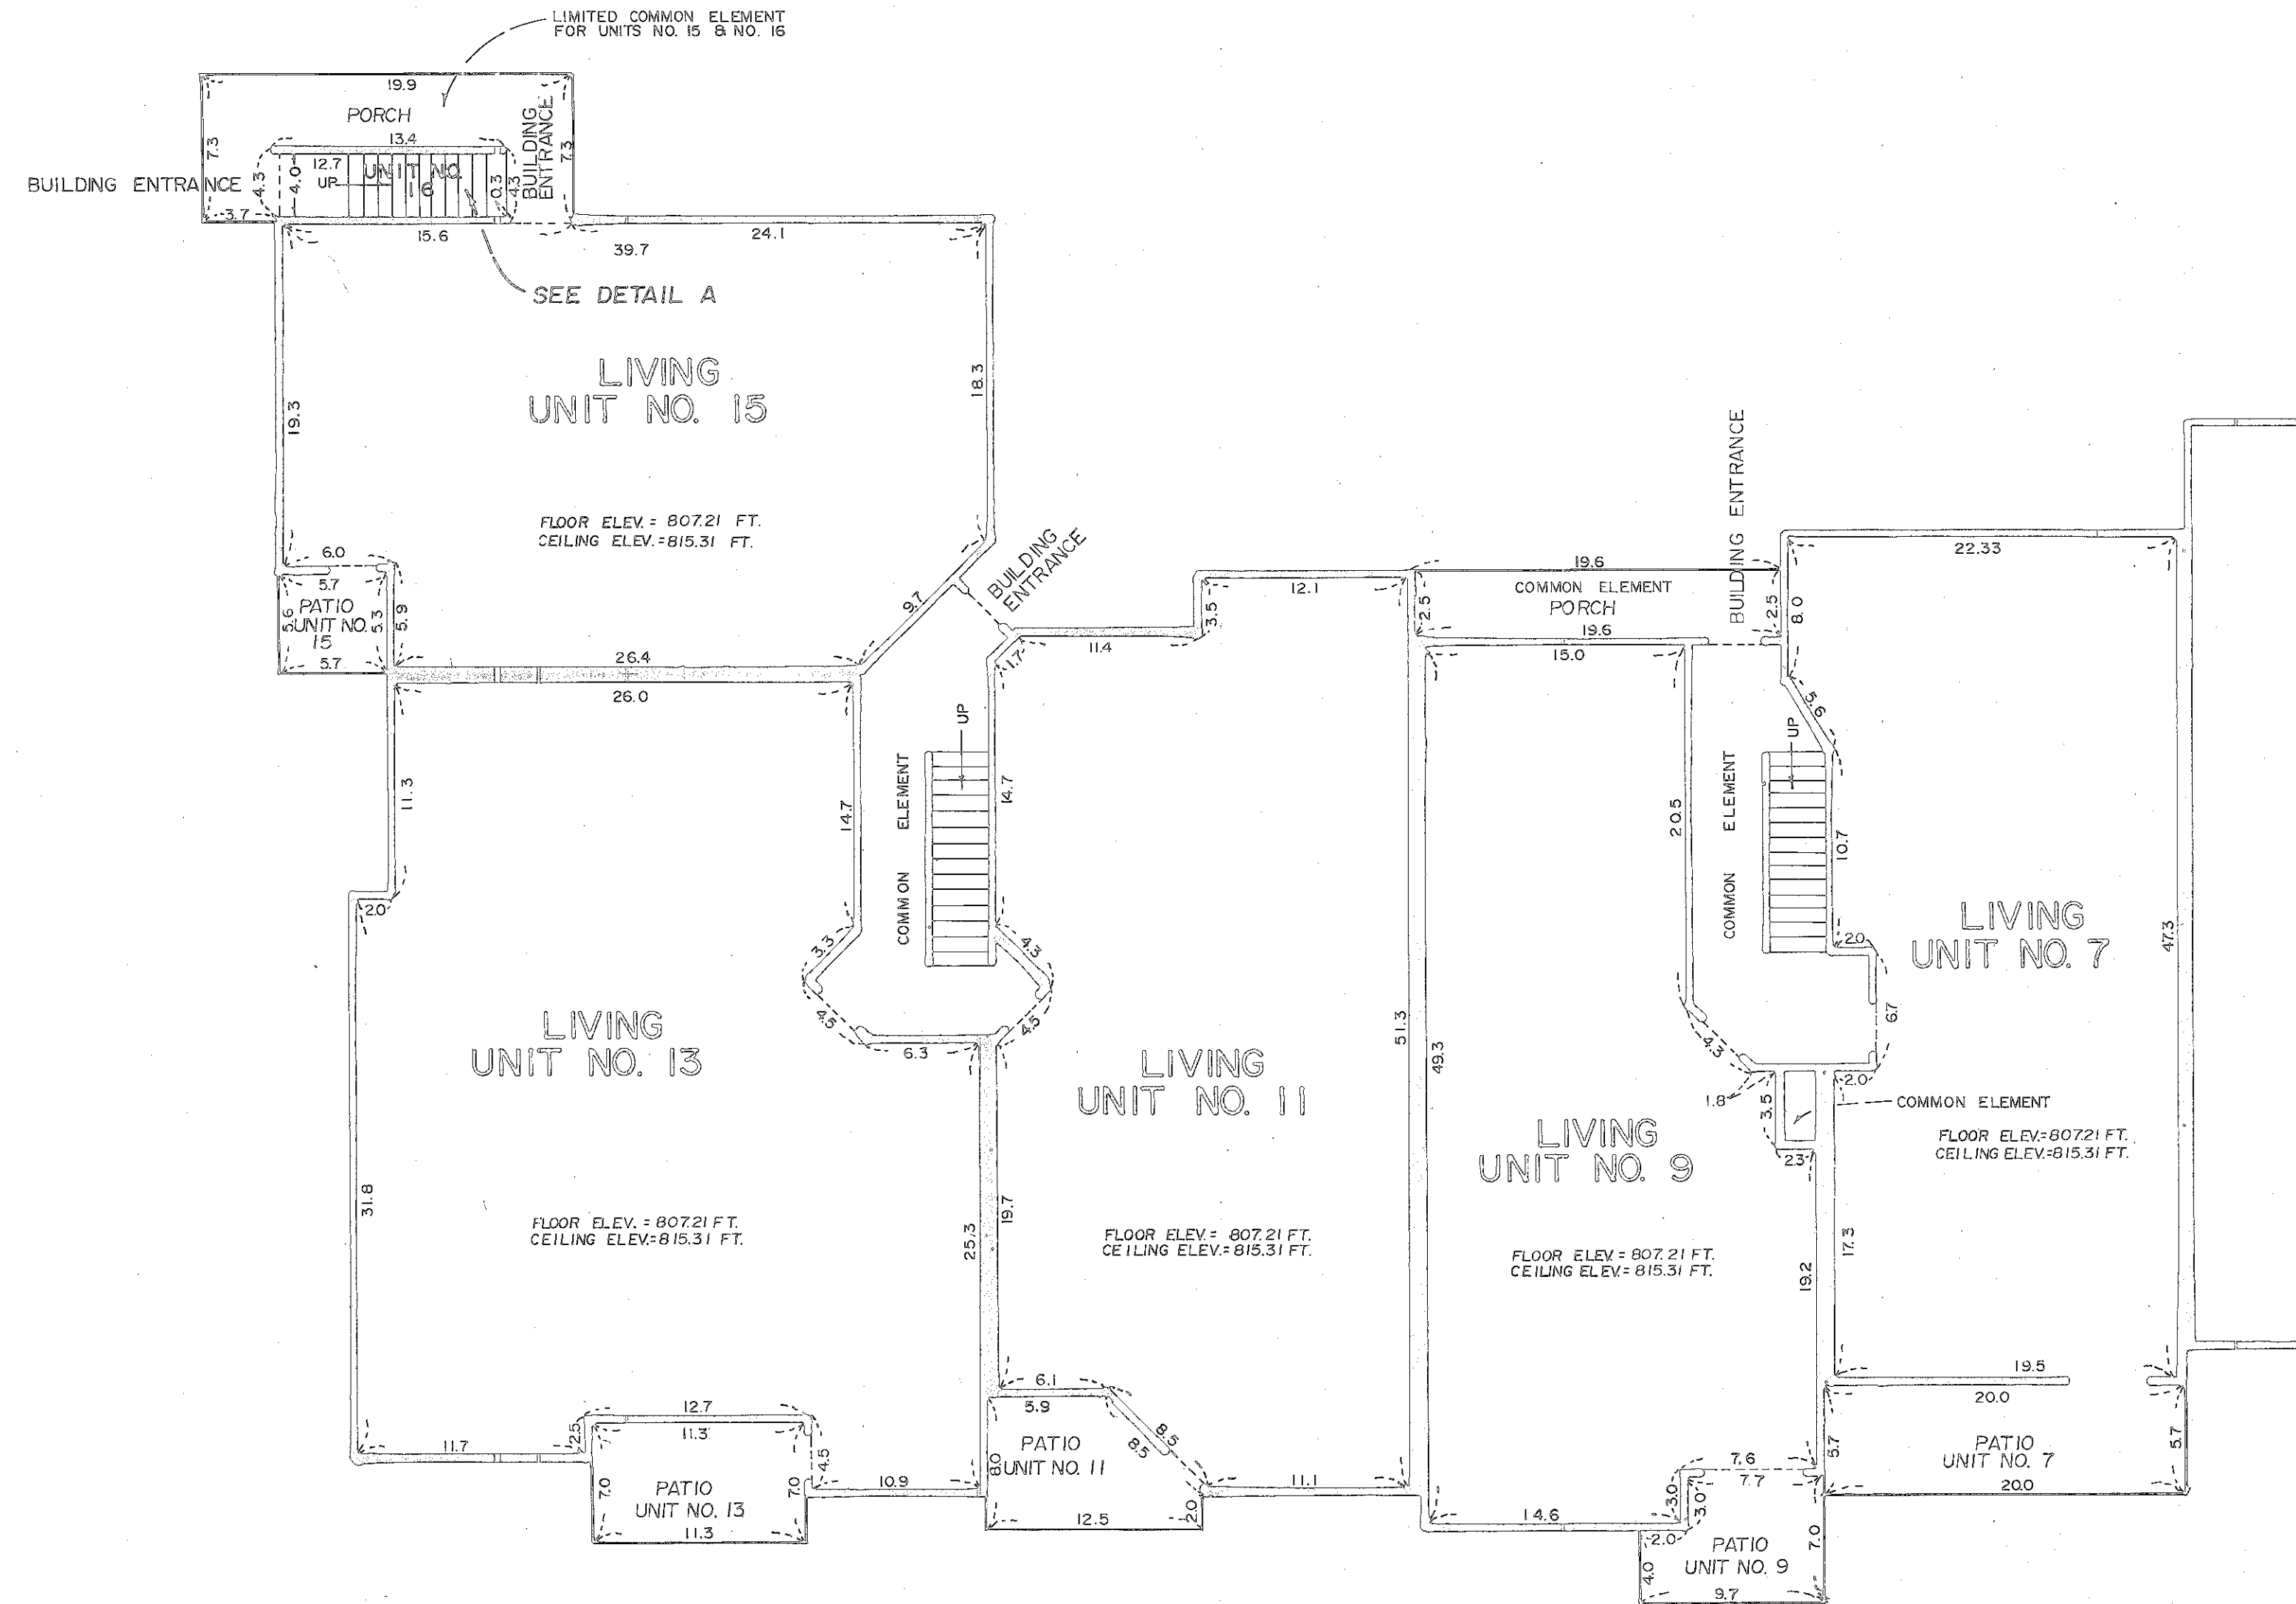 LIMITED COMMON ELEMENT
FOR UNITS NO. 15 & NO. 16
19.9
PORCH
BUILDING
ENTRANCE
7.3
7.3
13.4
12.7
UP
UNIT NO.
16
4.3
4.0
0.3
4.3
BUILDING ENTRANCE
3.7
15.6
24.1
39.7
SEE DETAIL A
LIVING
UNIT NO. 15
19.3
18.3
FLOOR ELEV. = 807.21 FT.
CEILING ELEV.=815.31 FT.
6.0
5.7
PATIO
UNIT NO.
15
5.6
5.3
5.9
5.7
9.7
BUILDING
ENTRANCE
26.4
26.0
11.3
2.0
14.7
3.3
4.5
6.3
LIVING
UNIT NO. 13
31.8
25.3
FLOOR ELEV. = 807.21 FT.
CEILING ELEV.=815.31 FT.
12.7
11.3
2.5
11.7
4.5
7.0
7.0
PATIO
UNIT NO. 13
11.3
10.9
COMMON ELEMENT
UP
1.7
11.4
3.5
12.1
14.7
4.3
4.5
LIVING
UNIT NO. 11
51.3
19.7
FLOOR ELEV.= 807.21 FT.
CEILING ELEV.=815.31 FT.
6.1
5.9
8.5
8.5
PATIO
UNIT NO. 11
8.0
12.5
2.0
11.1
19.6
COMMON ELEMENT
PORCH
2.5
2.5
19.6
BUILDING ENTRANCE
15.0
20.5
49.3
4.3
1.8
3.5
2.3
LIVING
UNIT NO. 9
FLOOR ELEV. = 807.21 FT.
CEILING ELEV.= 815.31 FT.
19.2
7.6
7.7
3.0
3.0
14.6
2.0
4.0
7.0
PATIO
UNIT NO. 9
9.7
COMMON ELEMENT
UP
22.33
8.0
5.6
10.7
2.0
6.7
2.0
COMMON ELEMENT
LIVING
UNIT NO. 7
47.3
FLOOR ELEV.=807.21 FT.
CEILING ELEV.=815.31 FT.
17.3
19.5
20.0
5.7
5.7
PATIO
UNIT NO. 7
20.0